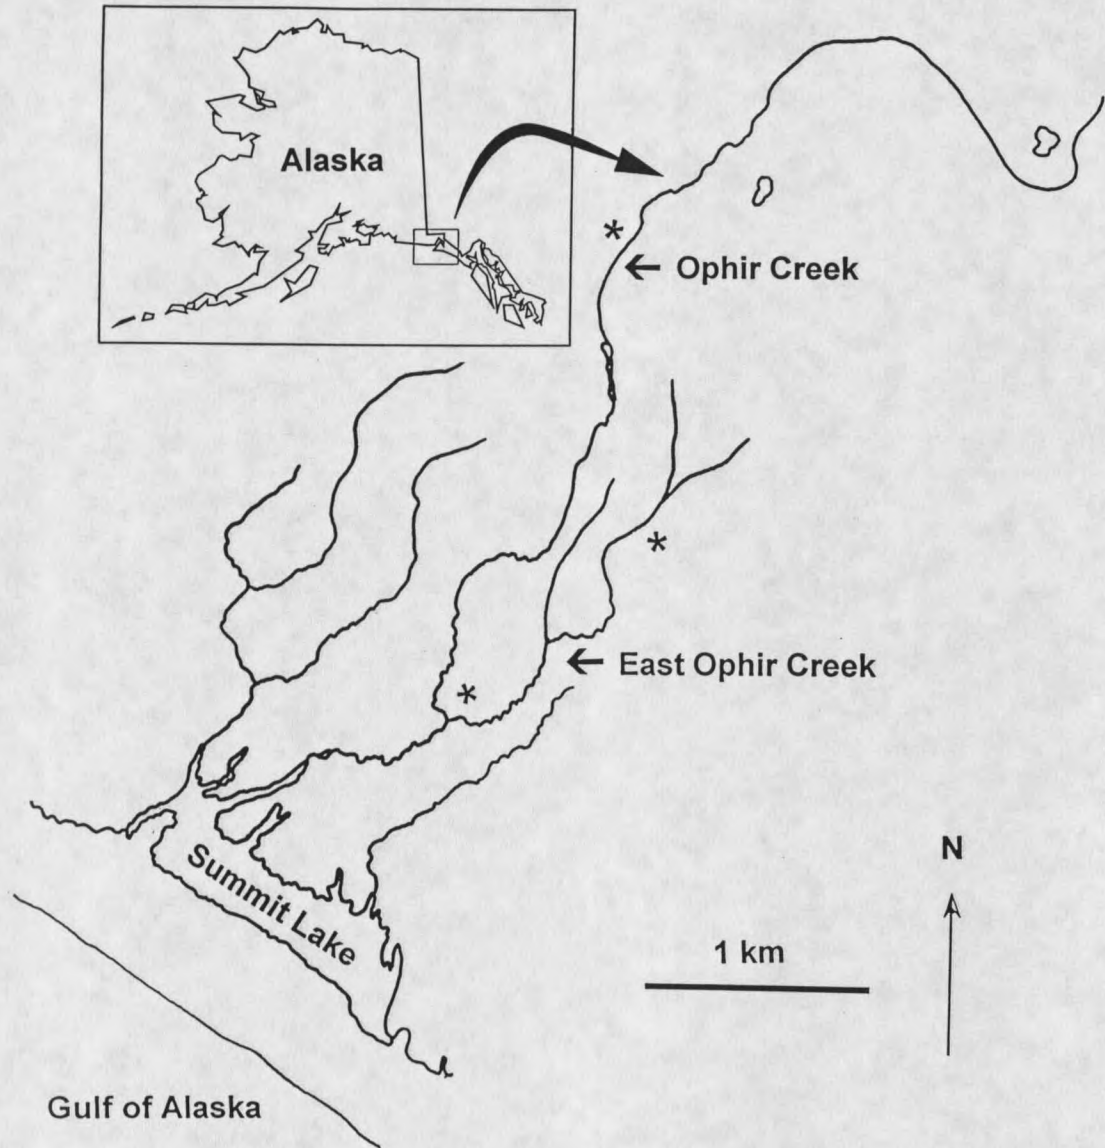 Alaska
*
Ophir Creek
*
East Ophir Creek
*
N
Summit Lake
1 km
Gulf of Alaska